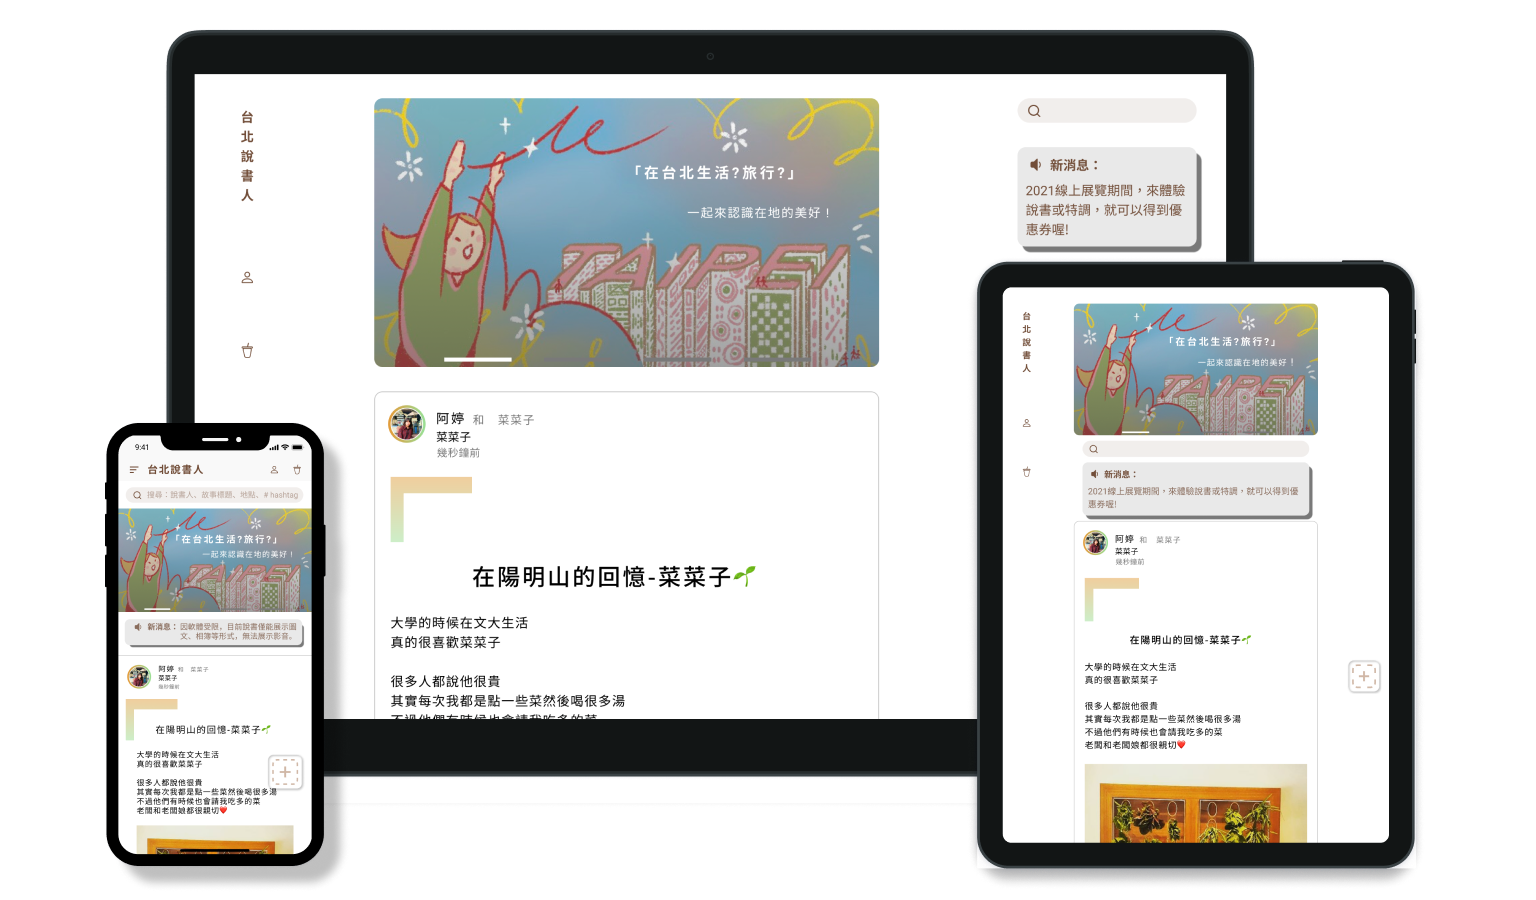 台
北
說
書
人
「在台北生活?旅行?」
一起來認識在地的美好！
TAIPEI
新消息：
2021線上展覽期間，來體驗
說書或特調，就可以得到優
惠券喔!
阿婷 和 菜菜子
菜菜子
幾秒鐘前
在陽明山的回憶-菜菜子🌱
大學的時候在文大生活
真的很喜歡菜菜子
很多人都說他很貴
其實每次我都是點一些菜然後喝很多湯
不過他們有時候也會請我吃多的菜
9:41
台北說書人
搜尋：說書人、故事標題、地點、# hashtag
「在台北生活?旅行?」
一起來認識在地的美好！
TAIPEI
新消息： 因軟體受限，目前說書僅能展示圖
文、相簿等形式，無法展示影音。
阿婷 和 菜菜子
菜菜子
幾秒鐘前
在陽明山的回憶-菜菜子🌱
大學的時候在文大生活
真的很喜歡菜菜子
很多人都說他很貴
其實每次我都是點一些菜然後喝很多湯
不過他們有時候也會請我吃多的菜
老闆和老闆娘都很親切❤️
台
北
說
書
人
「在台北生活?旅行?」
一起來認識在地的美好！
TAIPEI
新消息：
2021線上展覽期間，來體驗說書或特調，就可以得到優
惠券喔!
阿婷 和 菜菜子
菜菜子
幾秒鐘前
在陽明山的回憶-菜菜子🌱
大學的時候在文大生活
真的很喜歡菜菜子
很多人都說他很貴
其實每次我都是點一些菜然後喝很多湯
不過他們有時候也會請我吃多的菜
老闆和老闆娘都很親切❤️